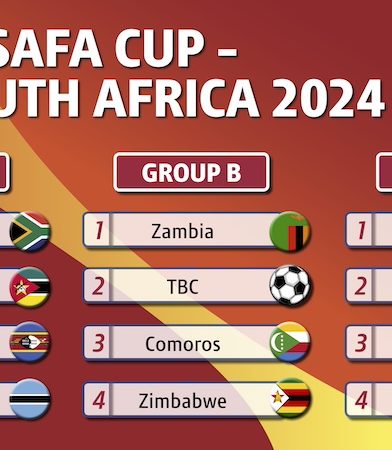 SAFA CUP –
UTH AFRICA 2024
GROUP B
1 Zambia 1
2 TBC 2
3 Comoros 3
4 Zimbabwe 4